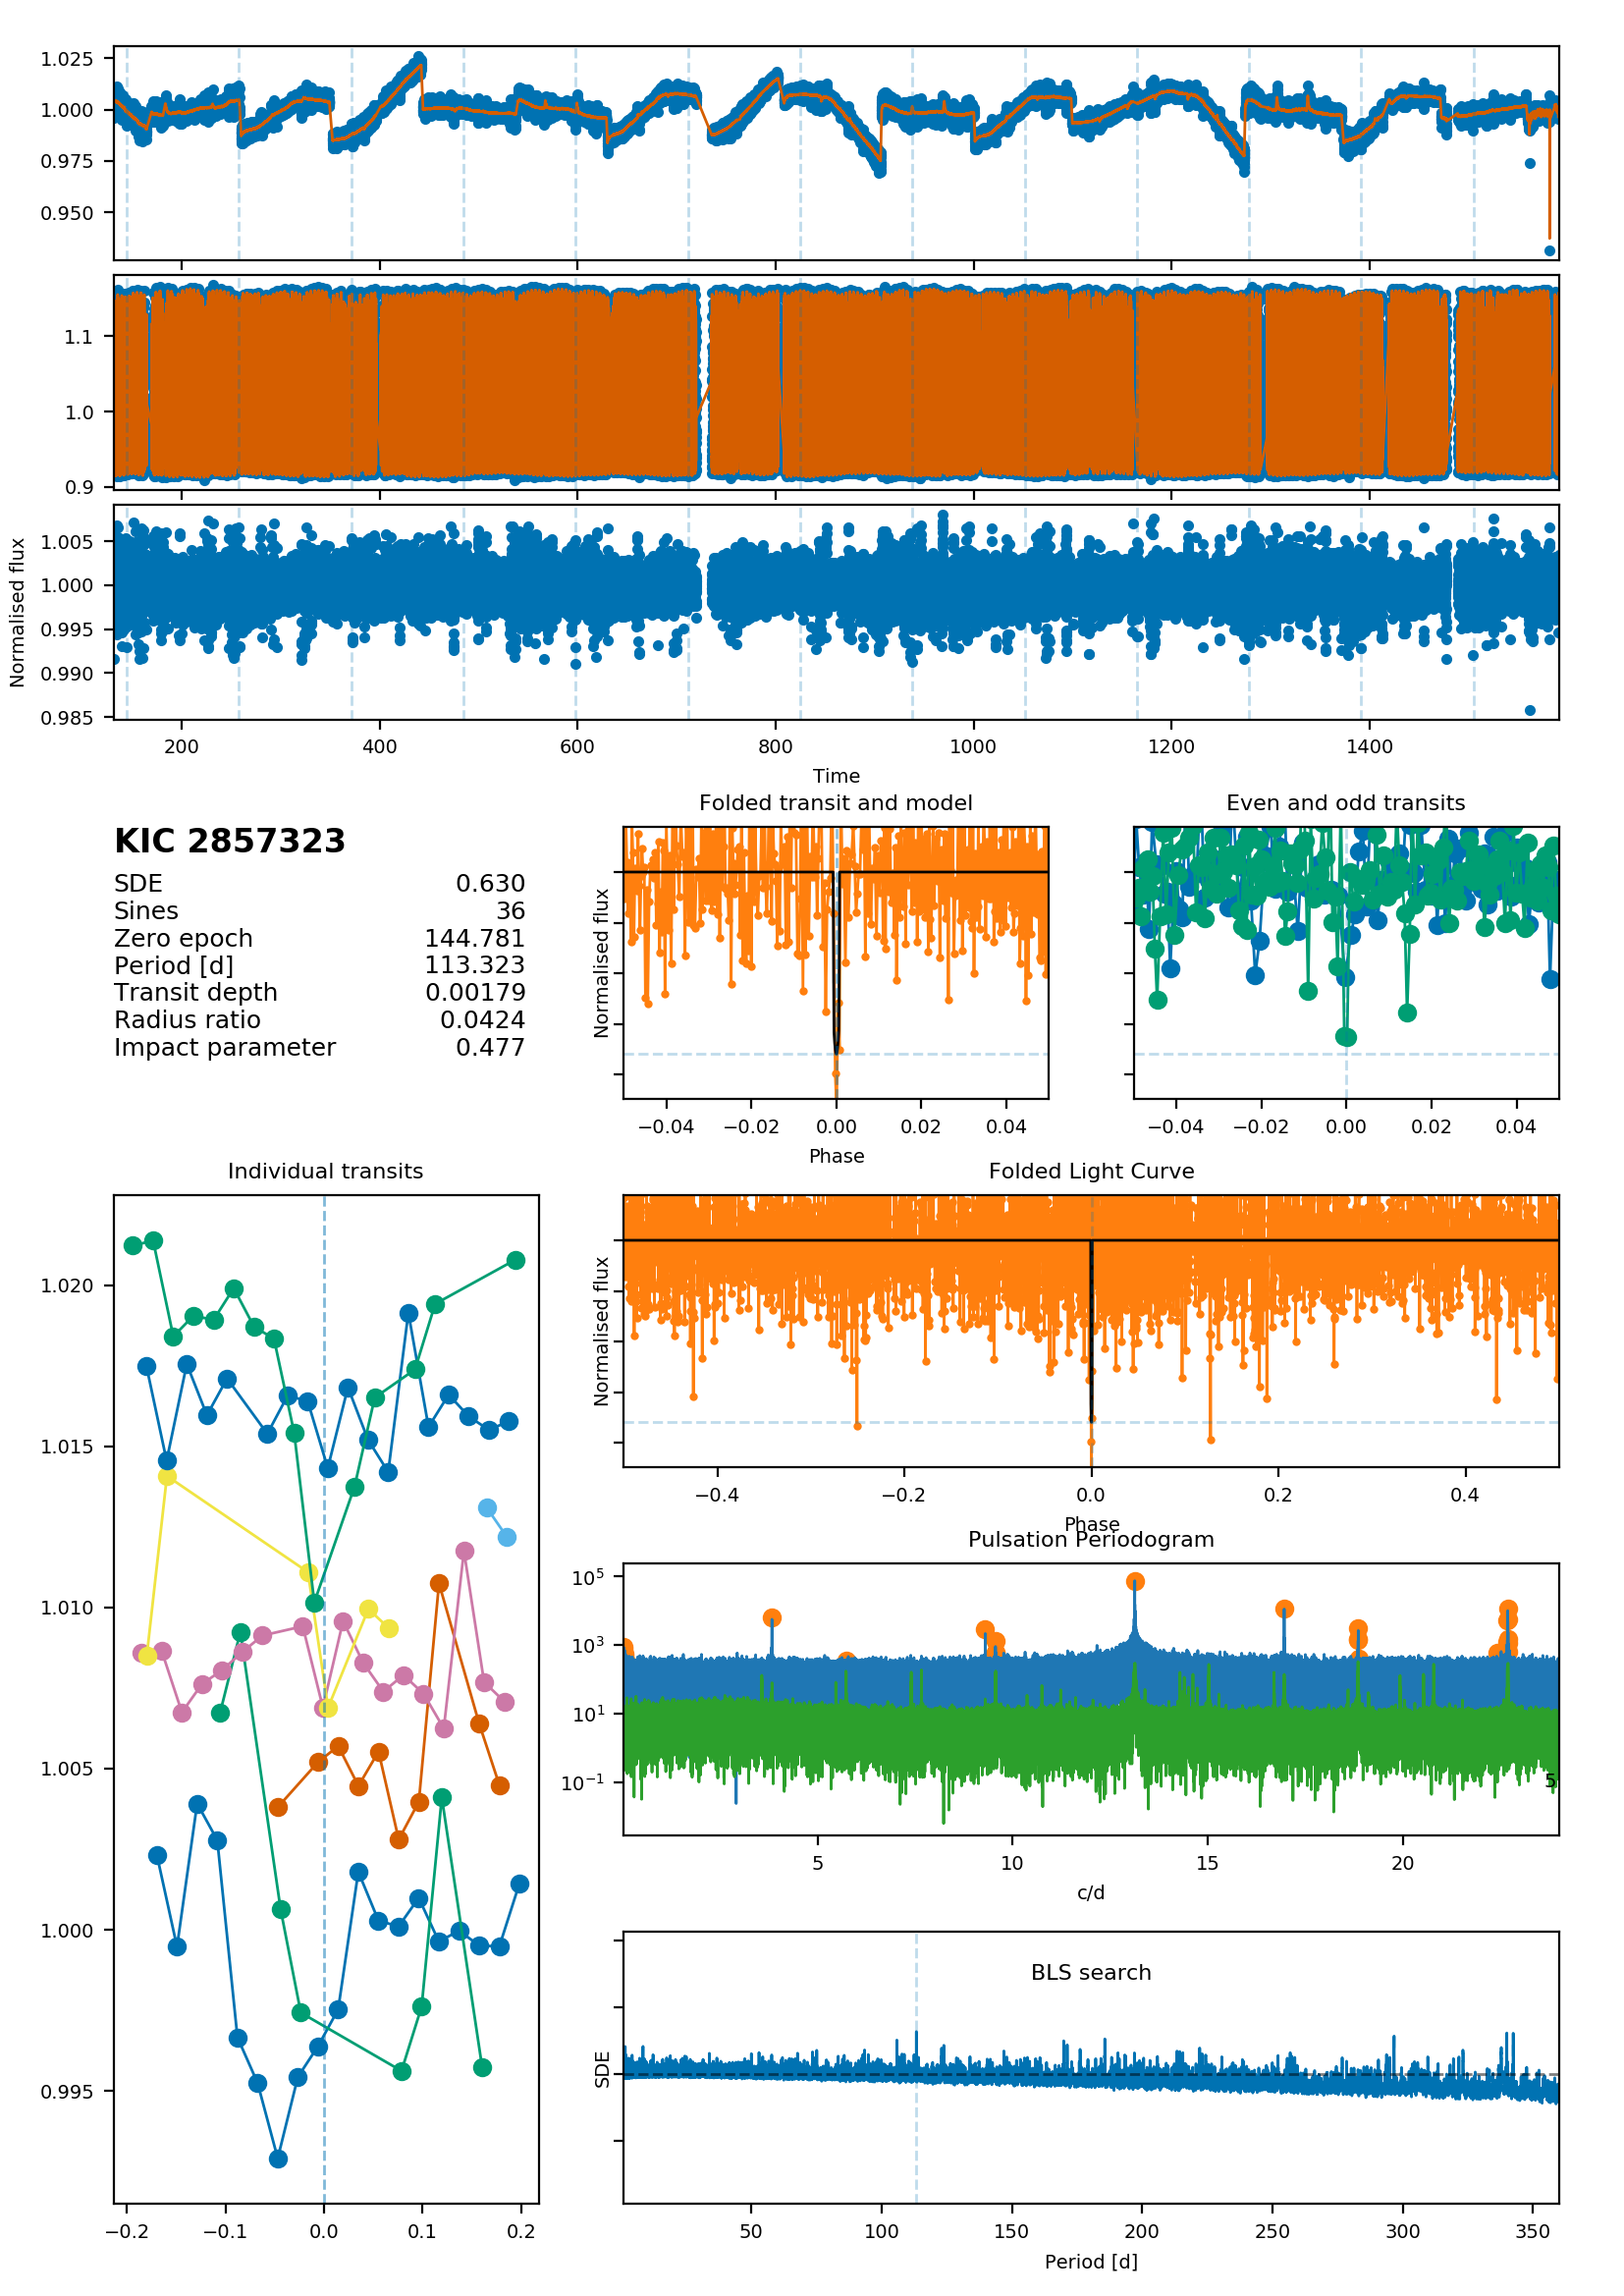 1.025
1.000
0.975
0.950
1.1
1.0
0.9
Normalised flux
1.005
1.000
0.995
0.990
0.985
200 400 600 800 1000 1200 1400
Time
KIC 2857323
SDE 0.630
Sines 36
Zero epoch 144.781
Period [d] 113.323
Transit depth 0.00179
Radius ratio 0.0424
Impact parameter 0.477
Folded transit and model
Normalised flux
−0.04 −0.02 0.00 0.02 0.04
Phase
Even and odd transits
−0.04 −0.02 0.00 0.02 0.04
Individual transits
1.020
1.015
1.010
1.005
1.000
0.995
−0.2 −0.1 0.0 0.1 0.2
Folded Light Curve
Normalised flux
−0.4 −0.2 0.0 0.2 0.4
Phase
Pulsation Periodogram
10^5
10^3
10^1
10^−1
5
5 10 15 20
c/d
BLS search
SDE
50 100 150 200 250 300 350
Period [d]